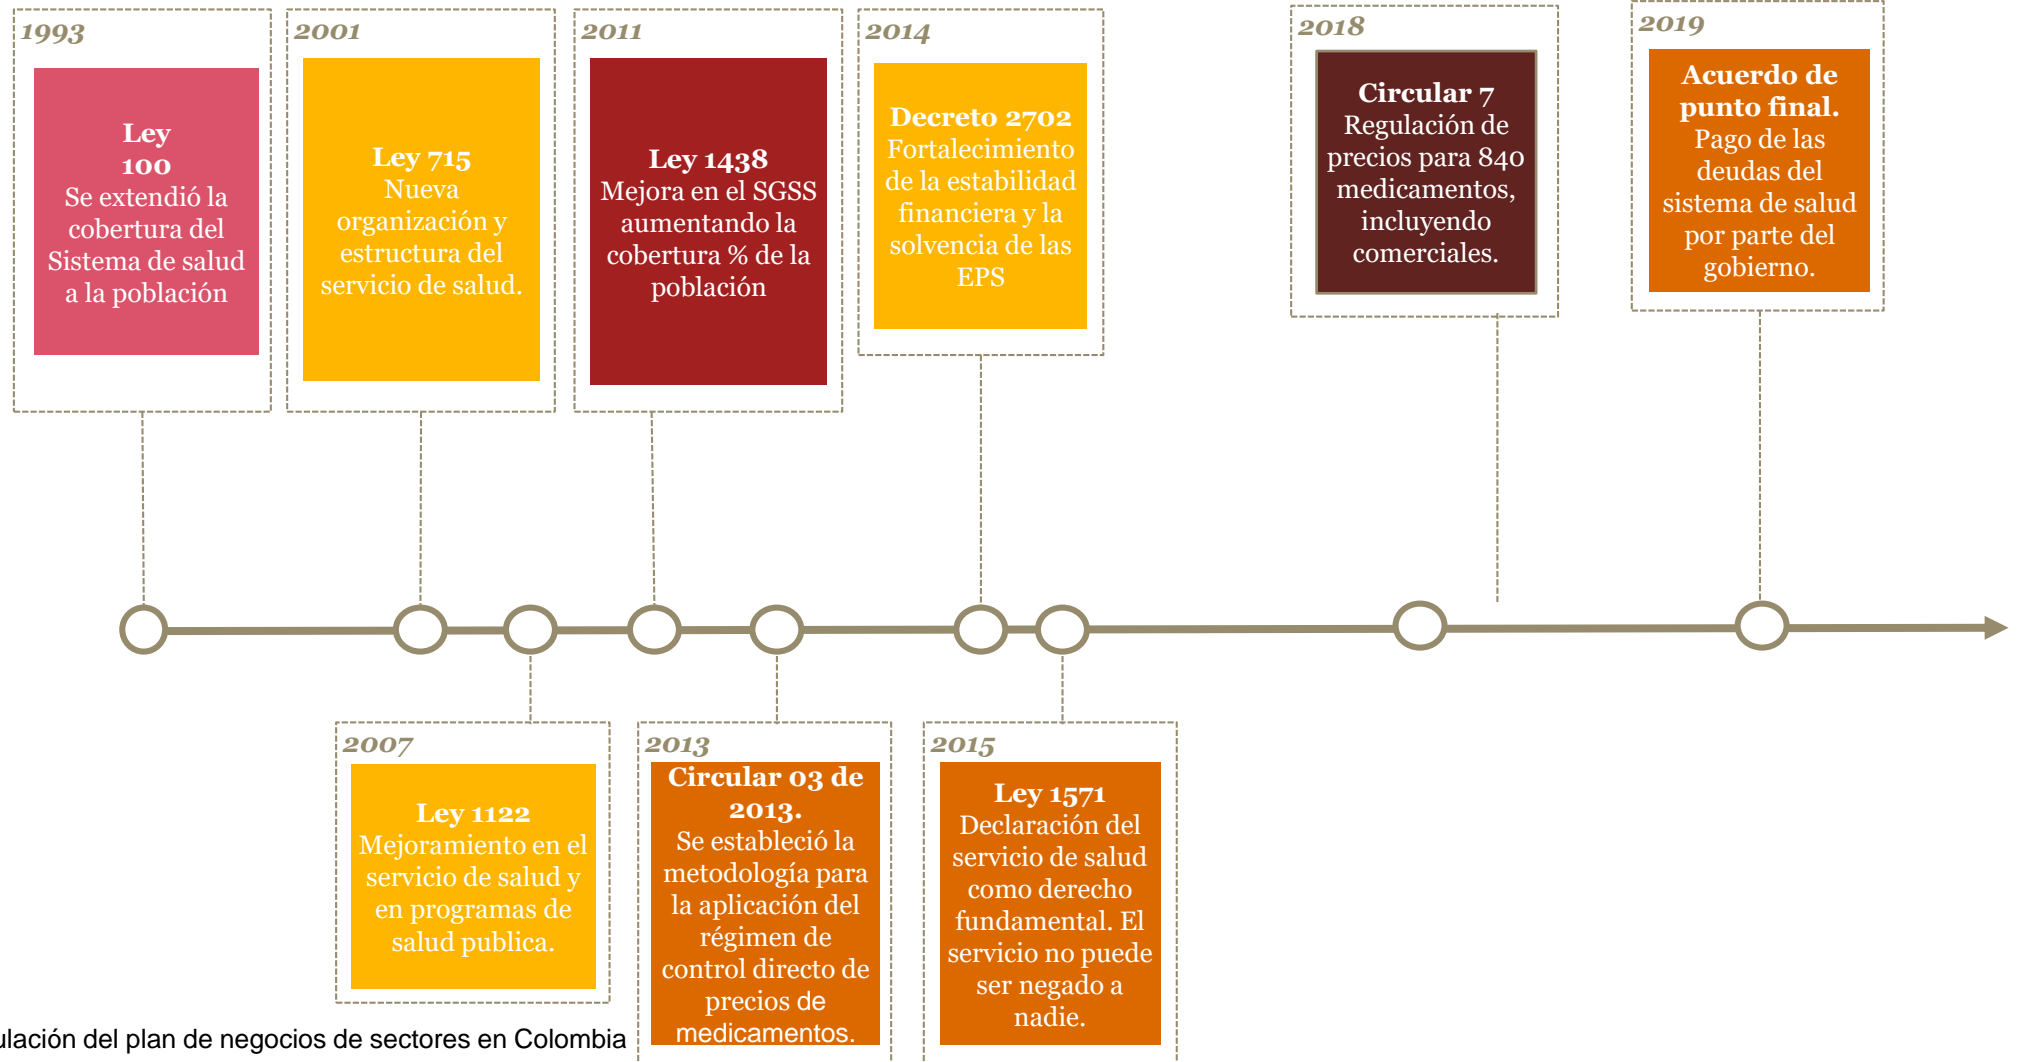 1993
Ley
100
Se extendió la
cobertura del
Sistema de salud
a la población
2001
Ley 715
Nueva
organización y
estructura del
servicio de salud.
2011
Ley 1438
Mejora en el SGSS
aumentando la
cobertura % de la
población
2014
Decreto 2702
Fortalecimiento
de la estabilidad
financiera y la
solvencia de las
EPS
2018
Circular 7
Regulación de
precios para 840
medicamentos,
incluyendo
comerciales.
2019
Acuerdo de
punto final.
Pago de las
deudas del
sistema de salud
por parte del
gobierno.
2007
Ley 1122
Mejoramiento en el
servicio de salud y
en programas de
salud publica.
2013
Circular 03 de
2013.
Se estableció la
metodología para
la aplicación del
régimen de
control directo de
precios de
medicamentos.
2015
Ley 1571
Declaración del
servicio de salud
como derecho
fundamental. El
servicio no puede
ser negado a
nadie.
ulación del plan de negocios de sectores en Colombia